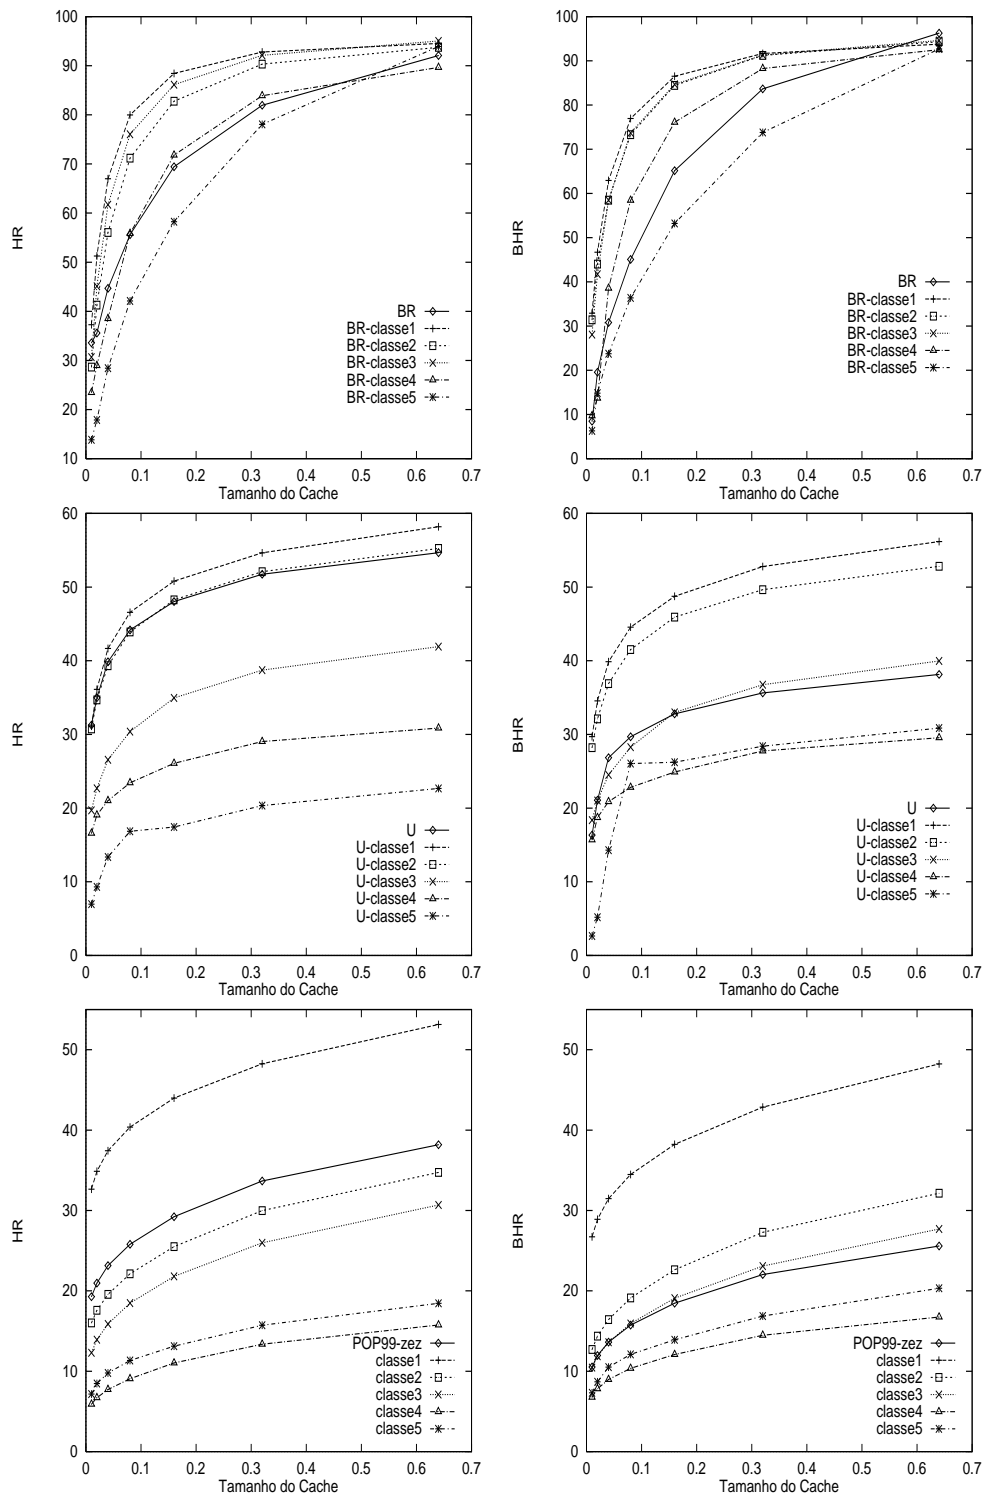 100
90
80
70
60
50
40
30
20
10
HR
0 0.1 0.2 0.3 0.4 0.5 0.6 0.7
Tamanho do Cache
BR
BR-classe1
BR-classe2
BR-classe3
BR-classe4
BR-classe5
100
90
80
70
60
50
40
30
20
10
0
BHR
0 0.1 0.2 0.3 0.4 0.5 0.6 0.7
Tamanho do Cache
BR
BR-classe1
BR-classe2
BR-classe3
BR-classe4
BR-classe5
60
50
40
30
20
10
0
HR
0 0.1 0.2 0.3 0.4 0.5 0.6 0.7
Tamanho do Cache
U
U-classe1
U-classe2
U-classe3
U-classe4
U-classe5
60
50
40
30
20
10
0
BHR
0 0.1 0.2 0.3 0.4 0.5 0.6 0.7
Tamanho do Cache
U
U-classe1
U-classe2
U-classe3
U-classe4
U-classe5
50
40
30
20
10
0
HR
0 0.1 0.2 0.3 0.4 0.5 0.6 0.7
Tamanho do Cache
POP99-zez
classe1
classe2
classe3
classe4
classe5
50
40
30
20
10
0
BHR
0 0.1 0.2 0.3 0.4 0.5 0.6 0.7
Tamanho do Cache
POP99-zez
classe1
classe2
classe3
classe4
classe5